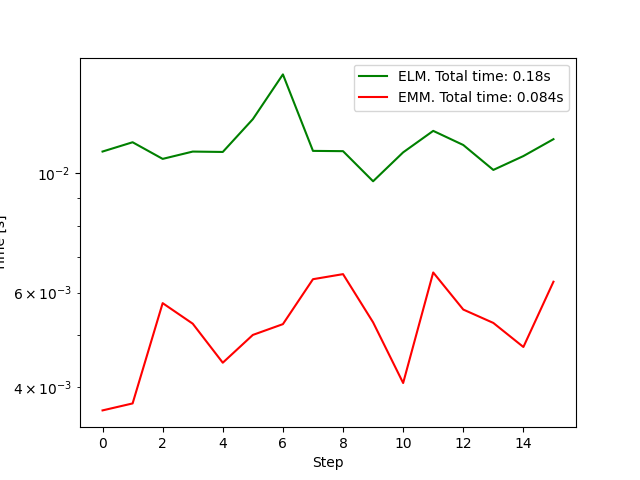 ELM. Total time: 0.18s
EMM. Total time: 0.084s
10⁻²
6 × 10⁻³
4 × 10⁻³
Time [s]
0 2 4 6 8 10 12 14
Step